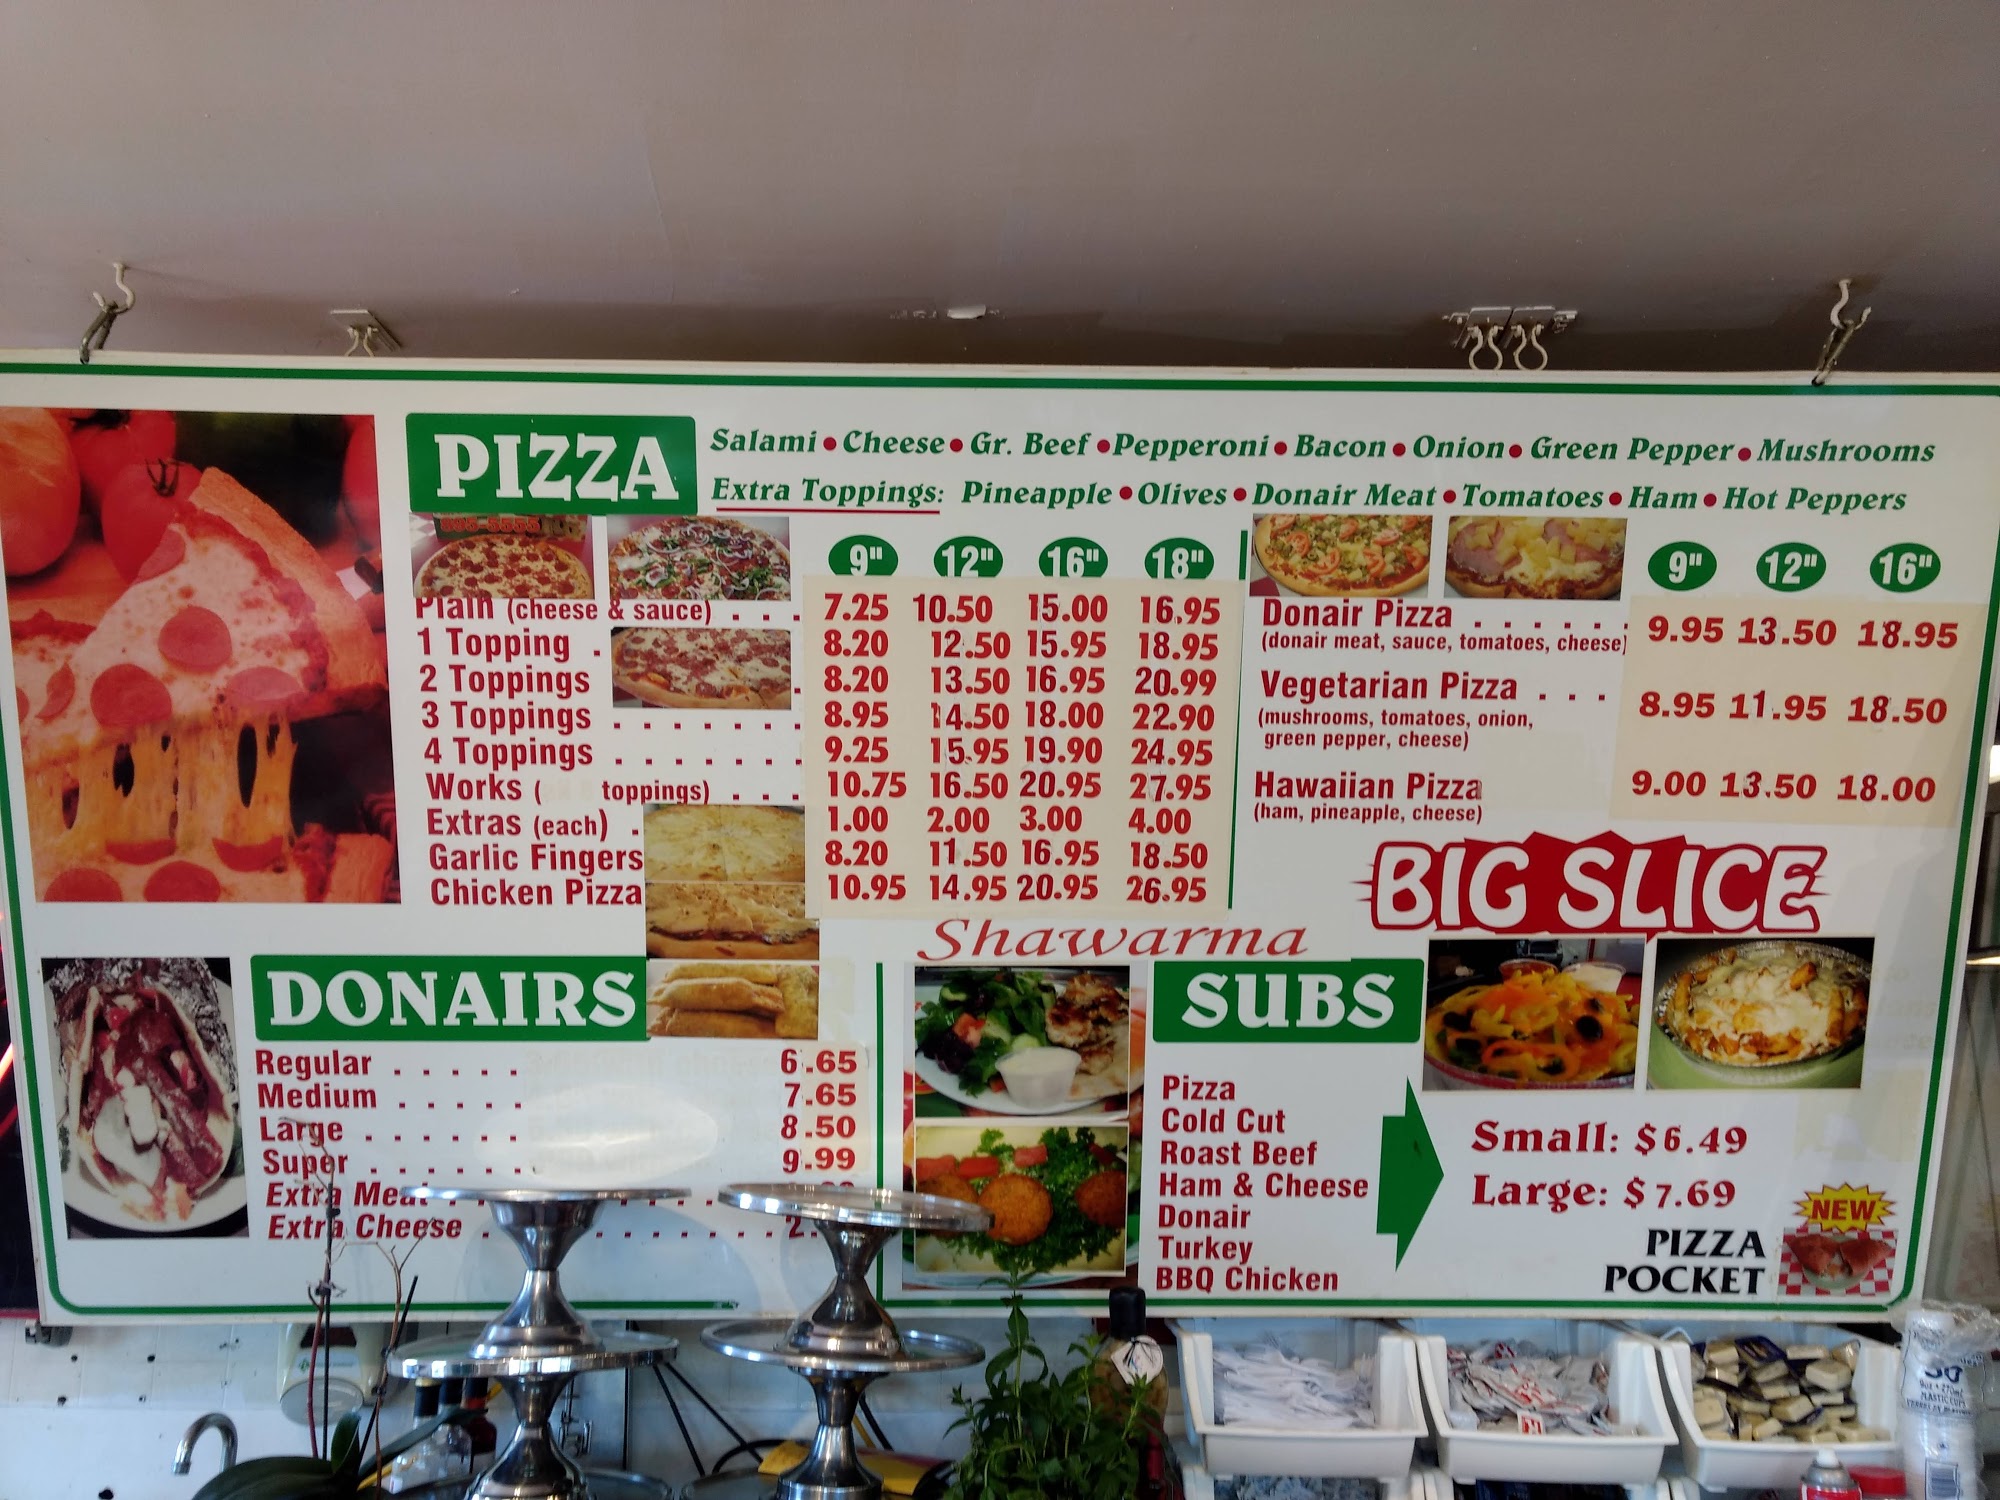 PIZZA
Salami • Cheese • Gr. Beef • Pepperoni • Bacon • Onion • Green Pepper • Mushrooms
Extra Toppings: Pineapple • Olives • Donair Meat • Tomatoes • Ham • Hot Peppers
9" 12" 16" 18"
Plain (cheese & sauce) . . . 7.25 10.50 15.00 16.95
1 Topping . 8.20 12.50 15.95 18.95
2 Toppings . 8.20 13.50 16.95 20.99
3 Toppings . . . . . . . 8.95 14.50 18.00 22.90
4 Toppings . . . . . . . 9.25 15.95 19.90 24.95
Works ( toppings) . . . 10.75 16.50 20.95 27.95
Extras (each) . 1.00 2.00 3.00 4.00
Garlic Fingers 8.20 11.50 16.95 18.50
Chicken Pizza 10.95 14.95 20.95 26.95
9" 12" 16"
Donair Pizza . . . . . . 9.95 13.50 18.95
(donair meat, sauce, tomatoes, cheese)
Vegetarian Pizza . . . 8.95 11.95 18.50
(mushrooms, tomatoes, onion,
green pepper, cheese)
Hawaiian Pizza 9.00 13.50 18.00
(ham, pineapple, cheese)
BIG SLICE
DONAIRS
Regular . . . . . 6.65
Medium . . . . . 7.65
Large . . . . . . 8.50
Super . . . . . . 9.99
Extra Meat
Extra Cheese
Shawarma
SUBS
Pizza
Cold Cut
Roast Beef
Ham & Cheese
Donair
Turkey
BBQ Chicken
Small: $6.49
Large: $7.69
NEW
PIZZA
POCKET